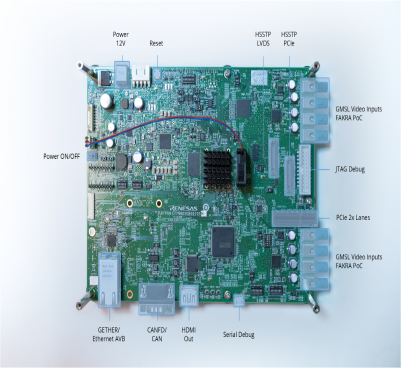 Power
12V
Reset
HSSTP
LVDS
HSSTP
PCIe
GMSL Video Inputs
FAKRA PoC
Power ON/OFF
JTAG Debug
RENESAS
PCIe 2x Lanes
GMSL Video Inputs
FAKRA PoC
GETHER/
Ethernet AVB
CANFD/
CAN
HDMI
Out
Serial Debug